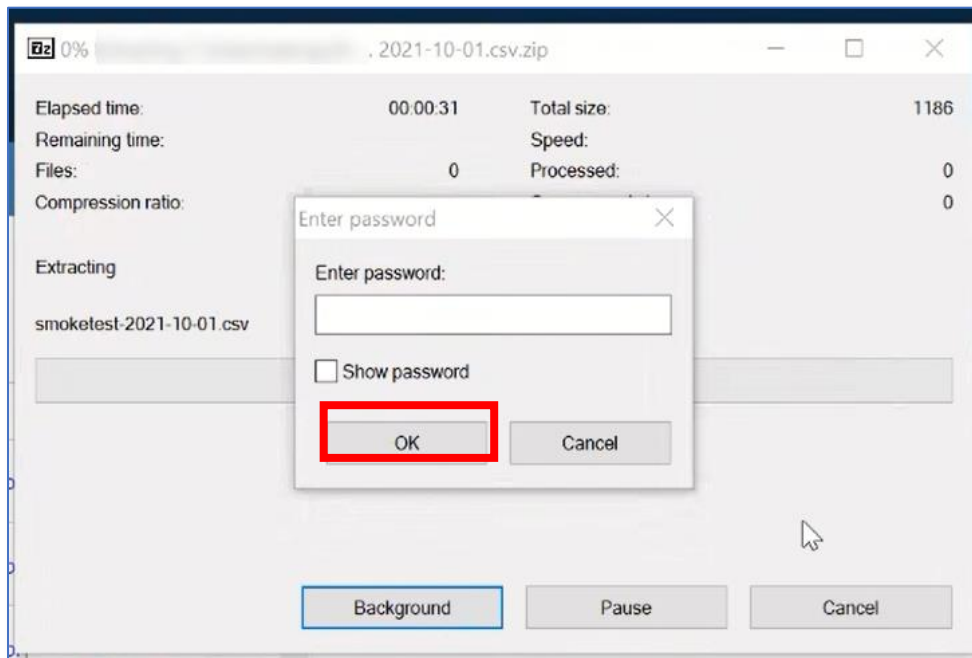 7z 0% . 2021-10-01.csv.zip
Elapsed time: 00:00:31 Total size: 1186
Remaining time: Speed:
Files: 0 Processed: 0
Compression ratio: 0
Enter password
Extracting
Enter password:
smoketest-2021-10-01.csv
Show password
OK Cancel
Background Pause Cancel